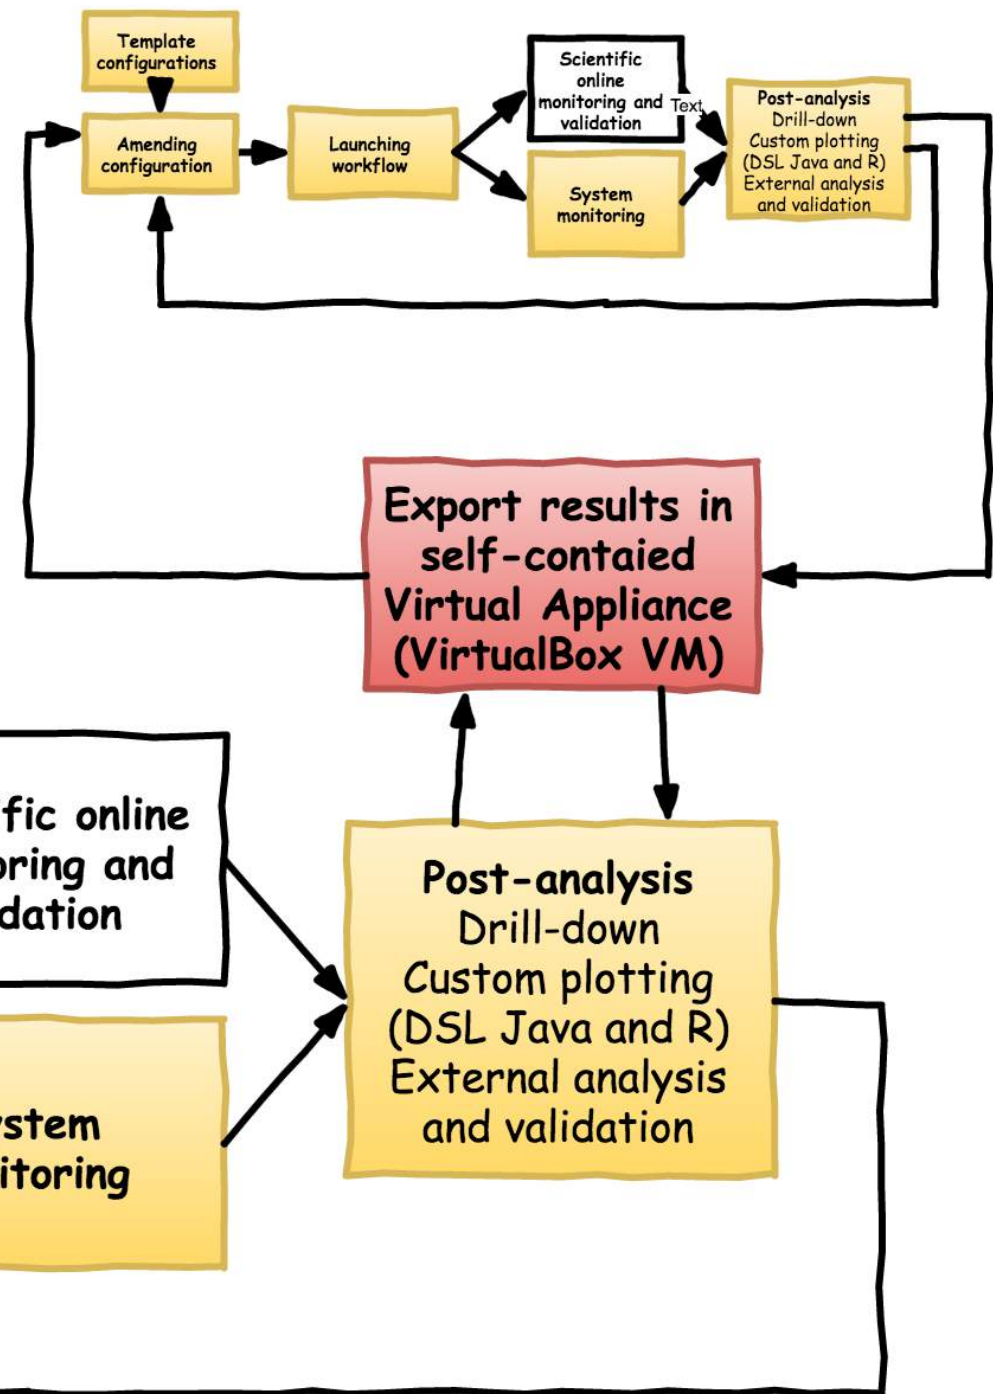 Template
configurations
Amending
configuration
Launching
workflow
Scientific
online
monitoring and
validation
Text
System
monitoring
Post-analysis
Drill-down
Custom plotting
(DSL Java and R)
External analysis
and validation
Export results in
self-contaied
Virtual Appliance
(VirtualBox VM)
ific online
oring and
dation
ystem
itoring
Post-analysis
Drill-down
Custom plotting
(DSL Java and R)
External analysis
and validation